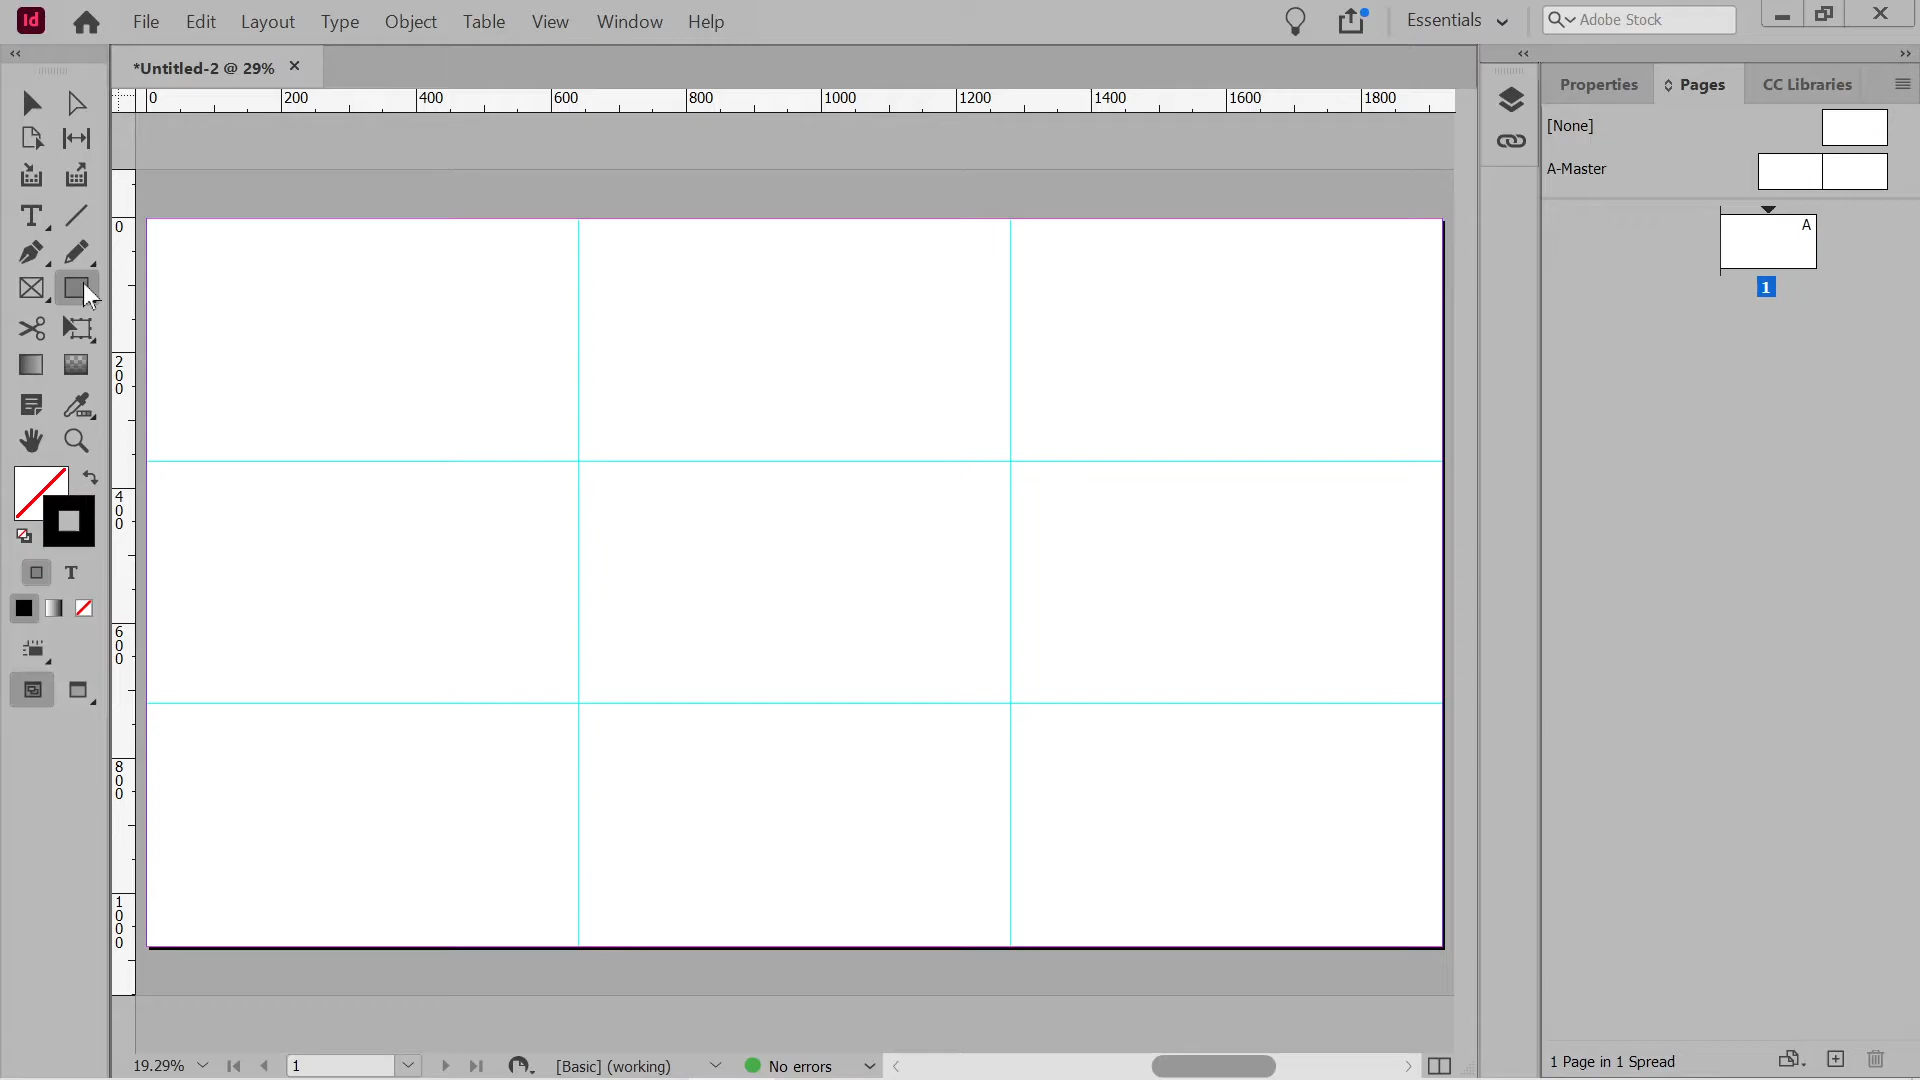 Id File Edit Layout Type Object Table View Window Help Essentials Adobe Stock
*Untitled-2 @ 29% ×
Properties Pages CC Libraries
0 200 400 600 800 1000 1200 1400 1600 1800
[None]
A-Master
A
1
0
200
400
600
800
1000
T
T
19.29% 1 [Basic] (working) No errors
1 Page in 1 Spread